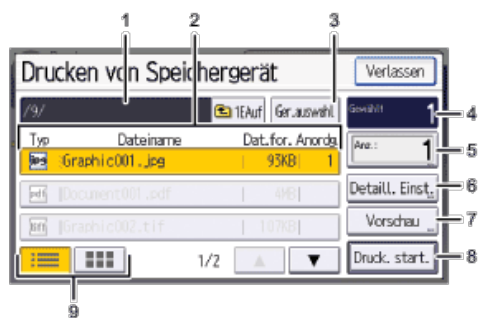 1 2 3
Drucken von Speichergerät Verlassen
/9/ 1EAuf Ger.auswahl Gewählt 1 4
Typ Dateiname Dat.for. Anordg Anz.: 1 5
jpg Graphic001.jpg 93KB 1
pdf Document001.pdf 4MB Detaill. Einst. 6
tiff Graphic002.tif 107KB Vorschau 7
1/2 ▲ ▼ Druck. start. 8
9